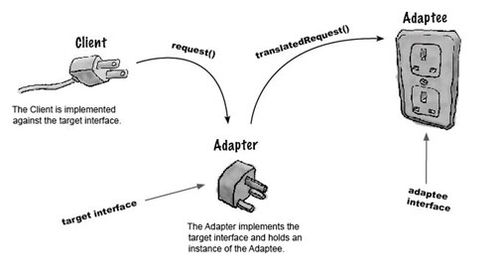 Client
request()
translatedRequest()
Adaptee
The Client is implemented
against the target interface.
Adapter
target interface
adaptee
interface
The Adapter implements the
target interface and holds an
instance of the Adaptee.